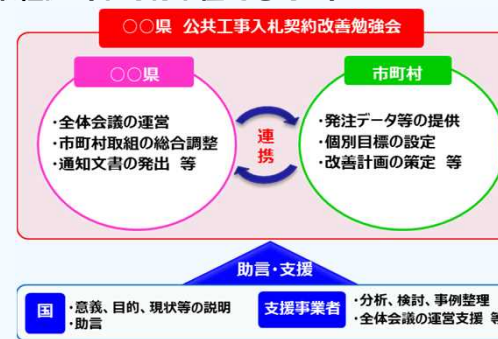 ○○県 公共工事入札契約改善勉強会
○○県
・全体会議の運営
・市町村取組の総合調整
・通知文書の発出 等
連携
市町村
・発注データ等の提供
・個別目標の設定
・改善計画の策定 等
助言・支援
国
・意義、目的、現状等の説明
・助言
支援事業者
・分析、検討、事例整理
・全体会議の運営支援 等